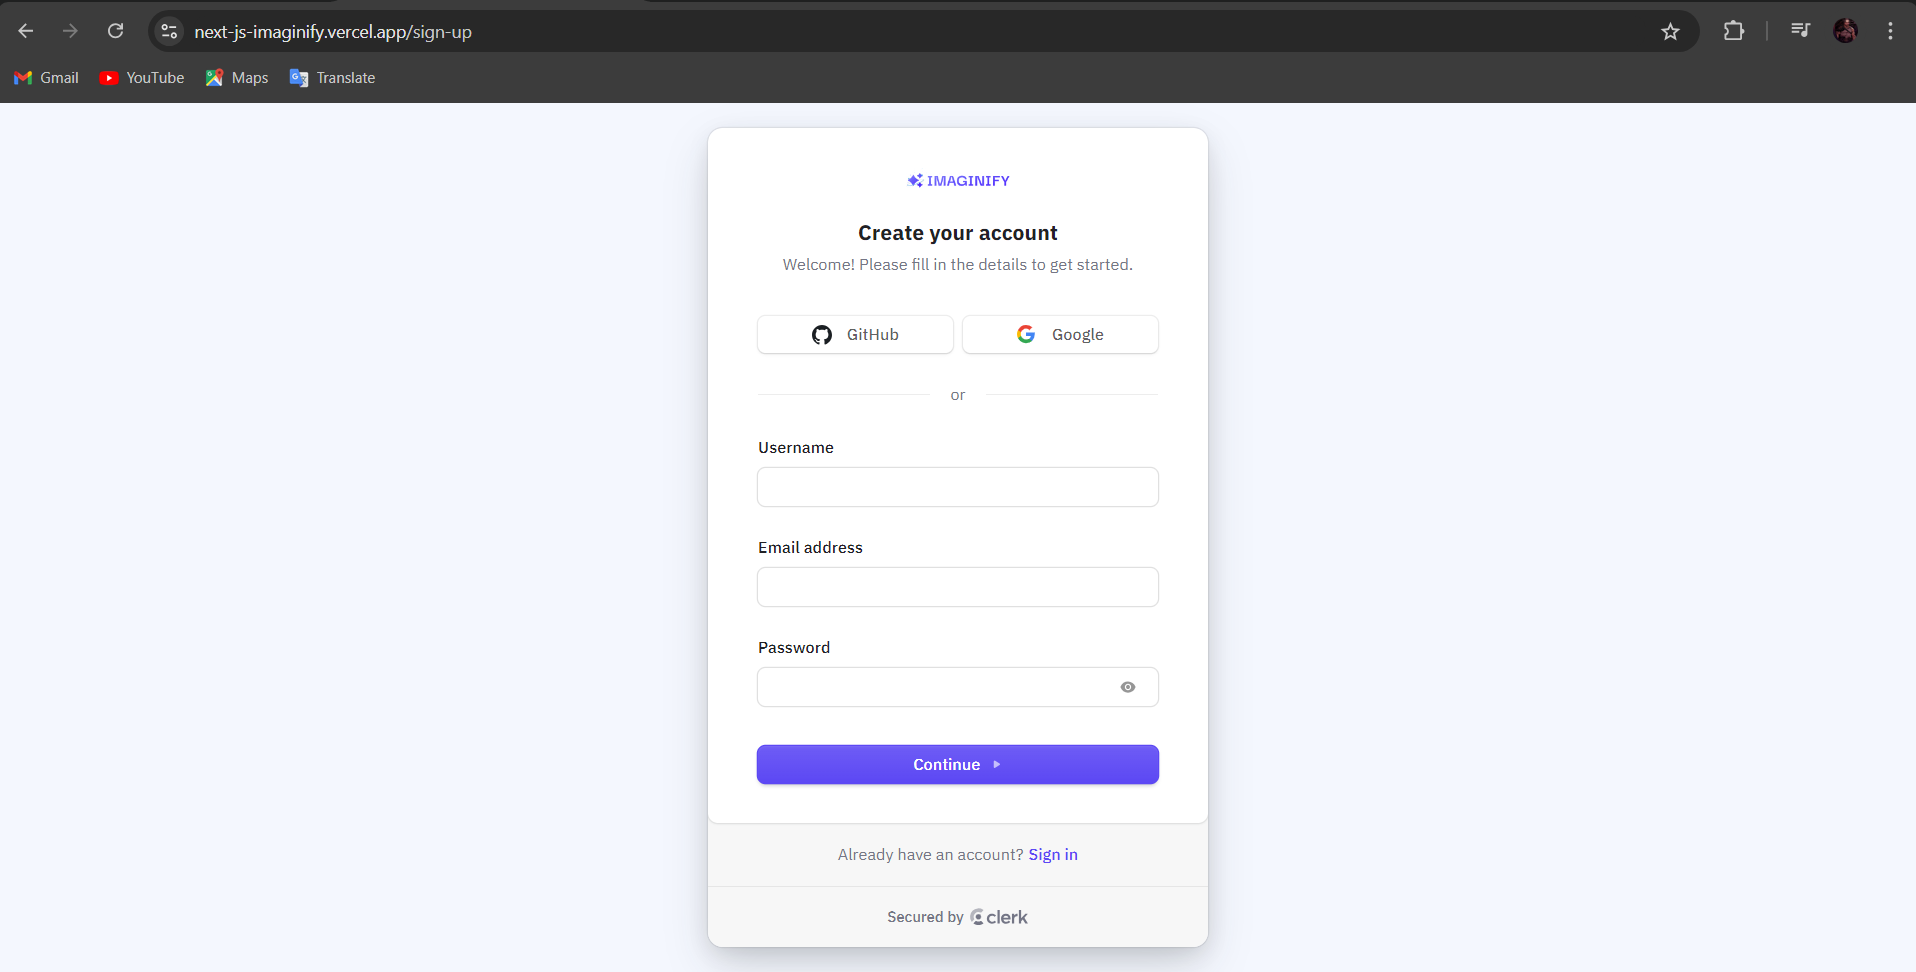 next-js-imaginify.vercel.app/sign-up
Gmail YouTube Maps Translate
IMAGINIFY
Create your account
Welcome! Please fill in the details to get started.
GitHub Google
or
Username
Email address
Password
Continue
Already have an account? Sign in
Secured by clerk